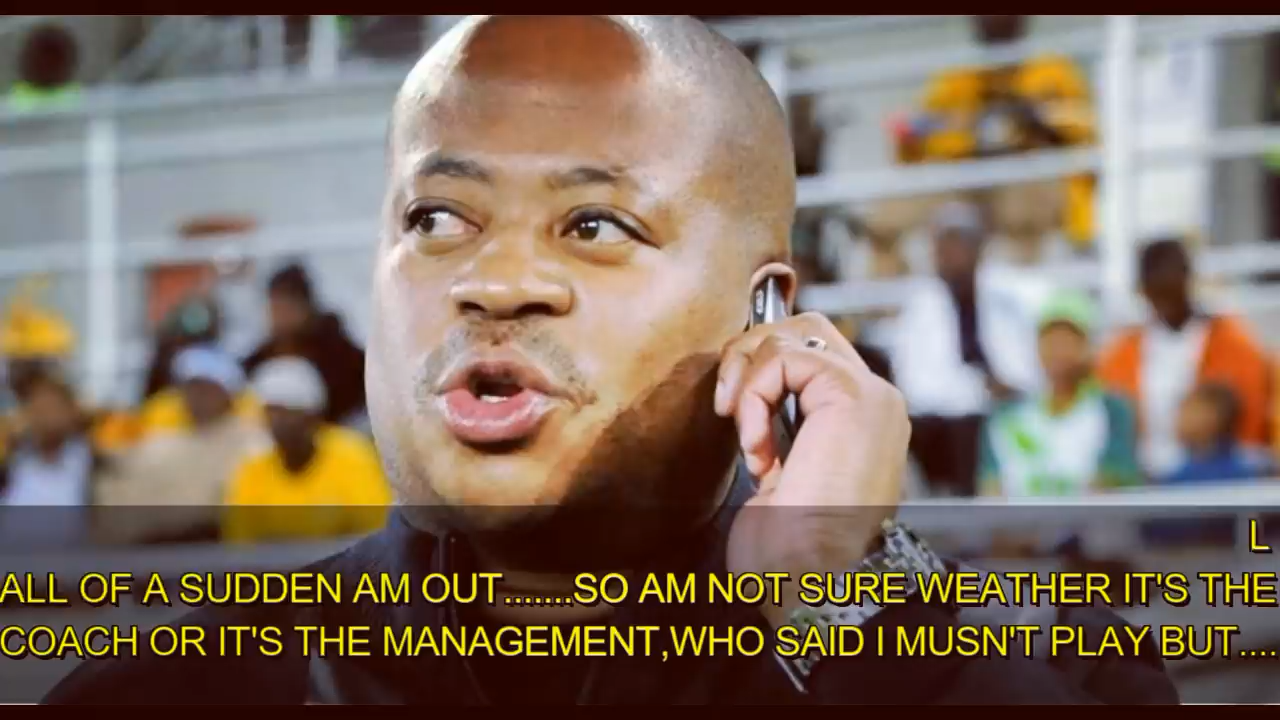 L
ALL OF A SUDDEN AM OUT.......SO AM NOT SURE WEATHER IT'S THE
COACH OR IT'S THE MANAGEMENT,WHO SAID I MUSN'T PLAY BUT....